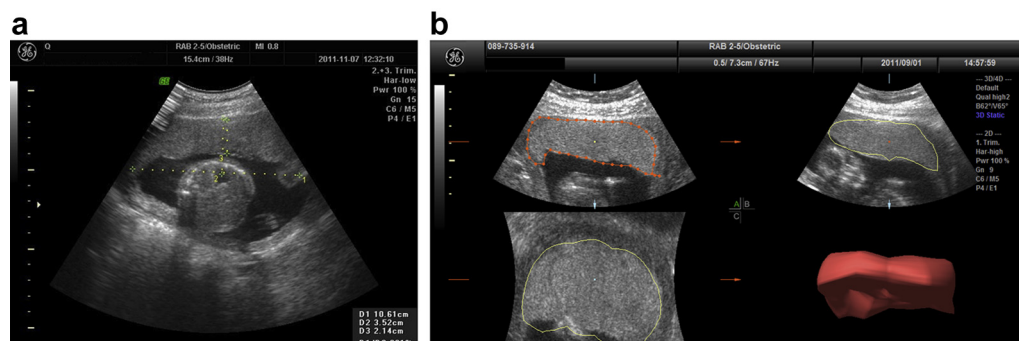 a
Q
RAB 2-5/Obstetric
MI 0.8
15.4cm / 38Hz
2011-11-07
12:32:10
GE
2.+3. Trim.
Har-low
Pwr 100 %
Gn 15
C6 / M5
P4 / E1
D1 10.61cm
D2 3.52cm
D3 2.14cm
b
089-735-914
RAB 2-5/Obstetric
0.5/ 7.3cm / 67Hz
2011/09/01
14:57:59
--- 3D/4D ---
Default
Qual high2
B62°/V65°
3D Static
--- 2D ---
1. Trim.
Har-high
Pwr 100 %
Gn 9
C6 / M5
P4 / E1
A B
C